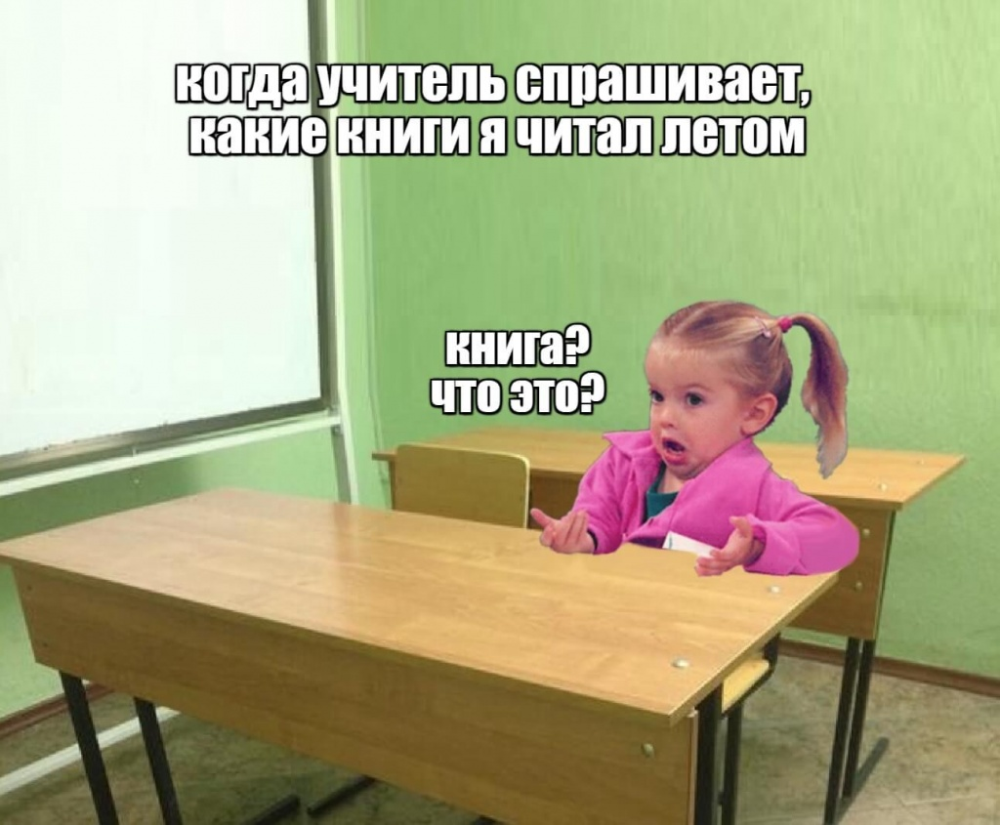 когда учитель спрашивает,
какие книги я читал летом
книга?
что это?